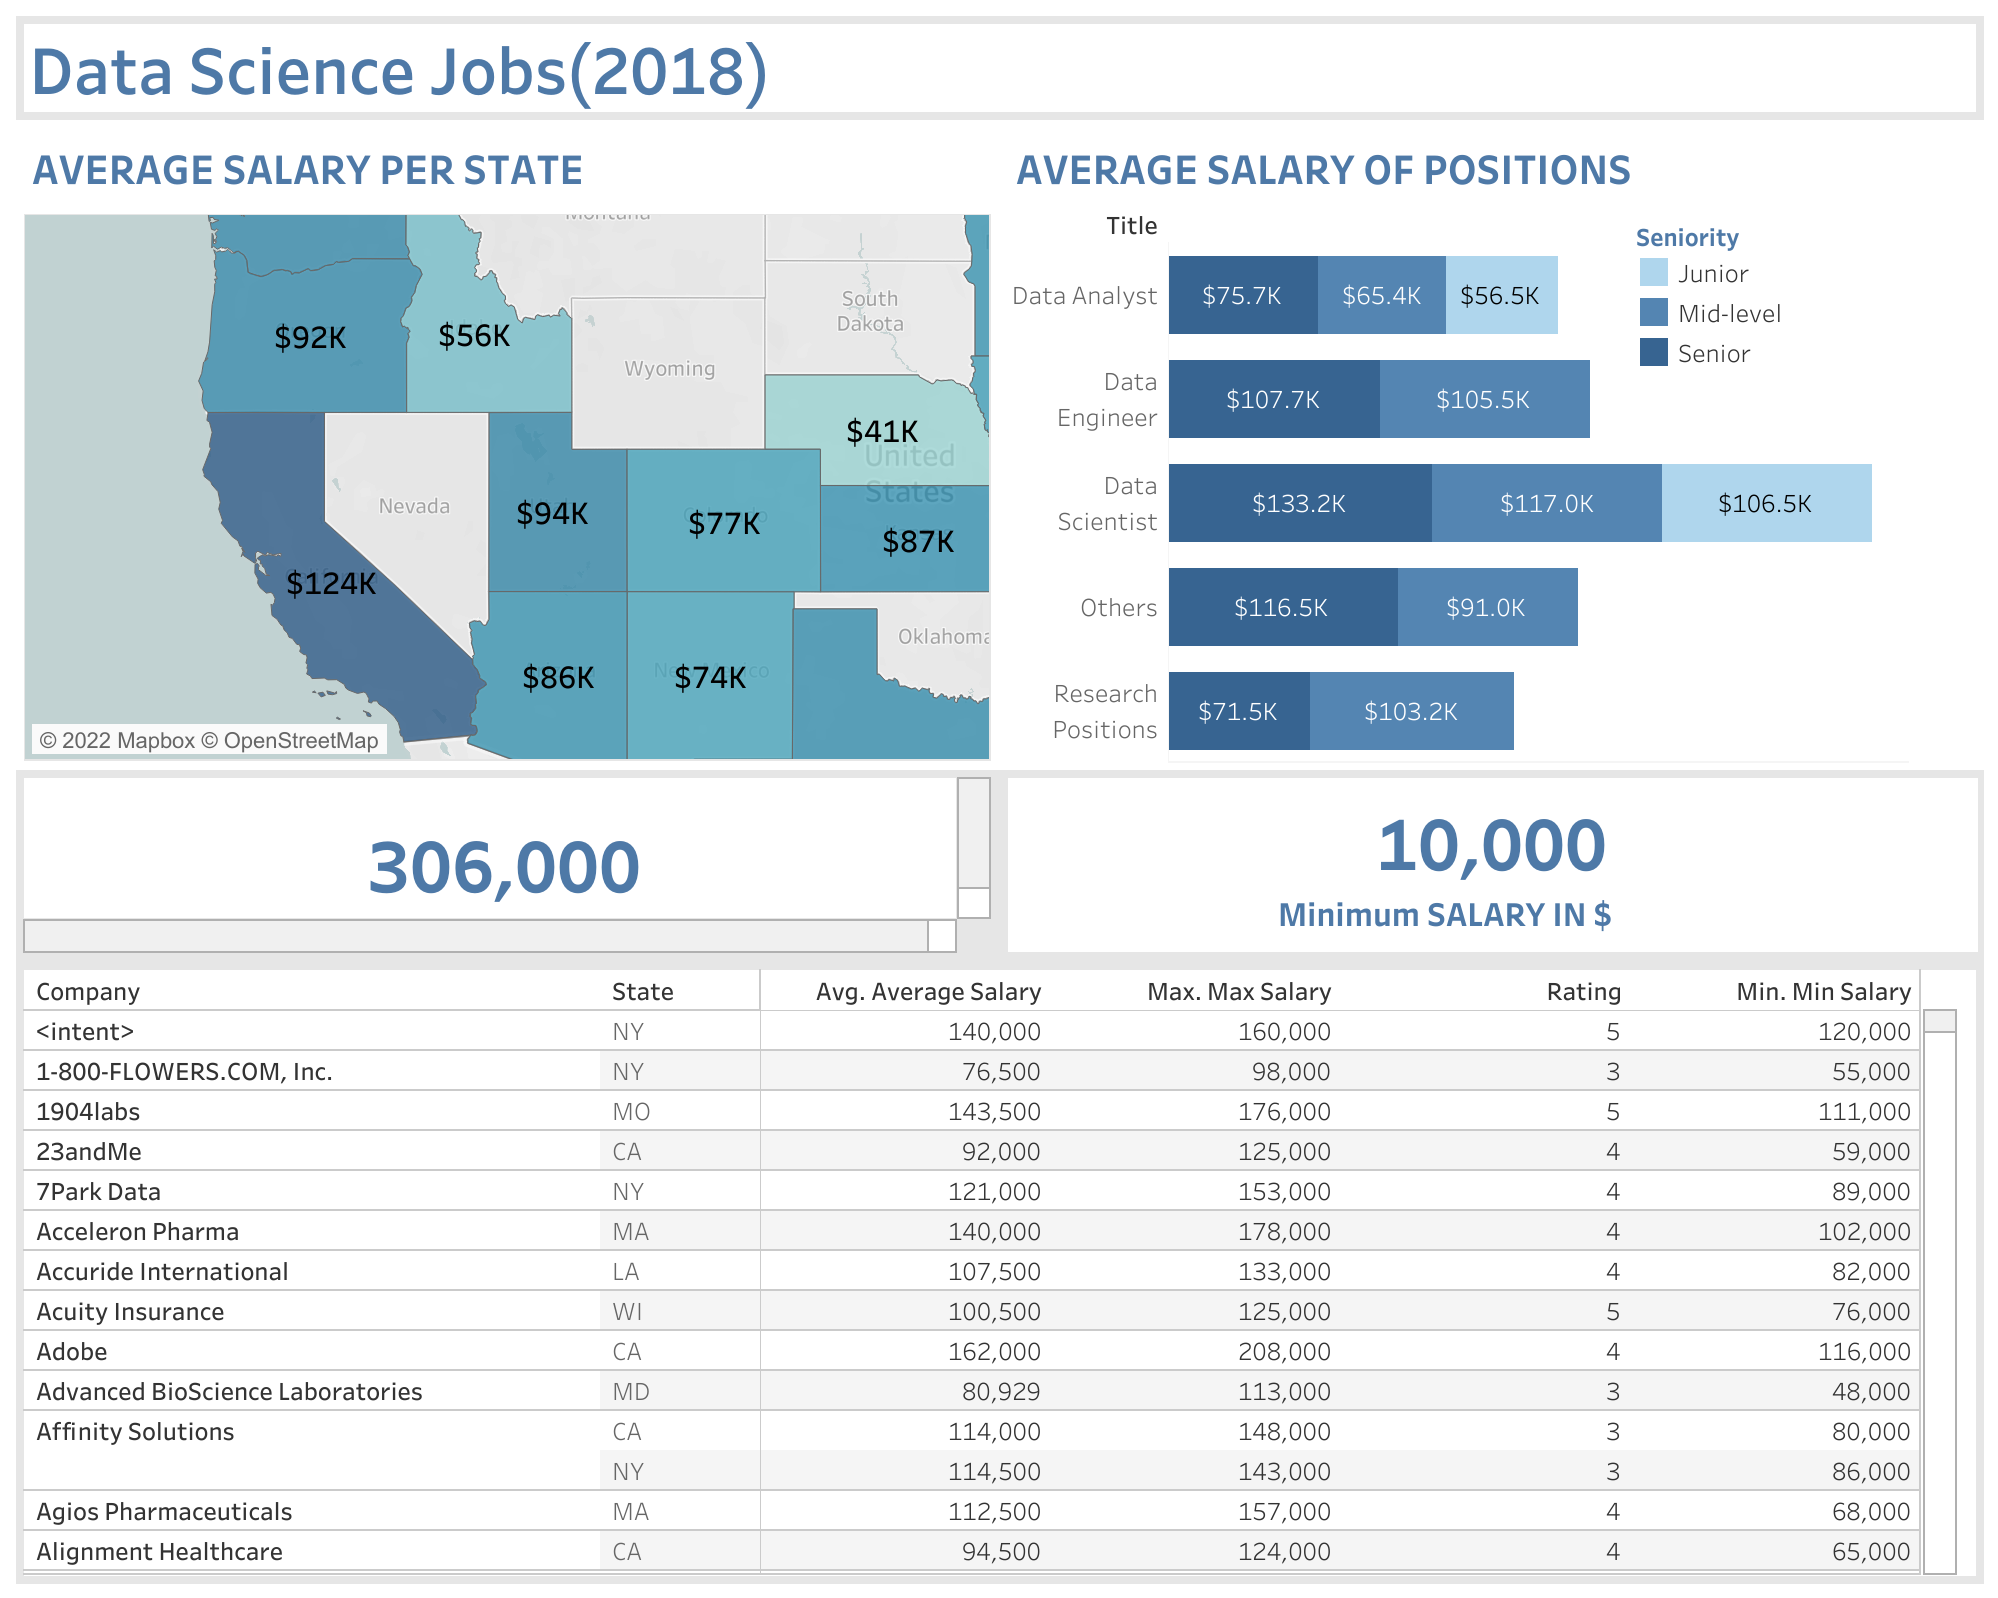 Data Science Jobs(2018)
AVERAGE SALARY PER STATE
$92K
$56K
South
Dakota
Wyoming
$41K
United
States
Nevada
$94K
$77K
$87K
$124K
Oklahoma
$86K
$74K
© 2022 Mapbox © OpenStreetMap
AVERAGE SALARY OF POSITIONS
Title
Seniority
Junior
Mid-level
Senior
Data Analyst $75.7K $65.4K $56.5K
Data
Engineer
$107.7K $105.5K
Data
Scientist
$133.2K $117.0K $106.5K
Others $116.5K $91.0K
Research
Positions
$71.5K $103.2K
306,000
10,000
Minimum SALARY IN $
Company State Avg. Average Salary Max. Max Salary Rating Min. Min Salary
<intent> NY 140,000 160,000 5 120,000
1-800-FLOWERS.COM, Inc. NY 76,500 98,000 3 55,000
1904labs MO 143,500 176,000 5 111,000
23andMe CA 92,000 125,000 4 59,000
7Park Data NY 121,000 153,000 4 89,000
Acceleron Pharma MA 140,000 178,000 4 102,000
Accuride International LA 107,500 133,000 4 82,000
Acuity Insurance WI 100,500 125,000 5 76,000
Adobe CA 162,000 208,000 4 116,000
Advanced BioScience Laboratories MD 80,929 113,000 3 48,000
Affinity Solutions CA 114,000 148,000 3 80,000
NY 114,500 143,000 3 86,000
Agios Pharmaceuticals MA 112,500 157,000 4 68,000
Alignment Healthcare CA 94,500 124,000 4 65,000